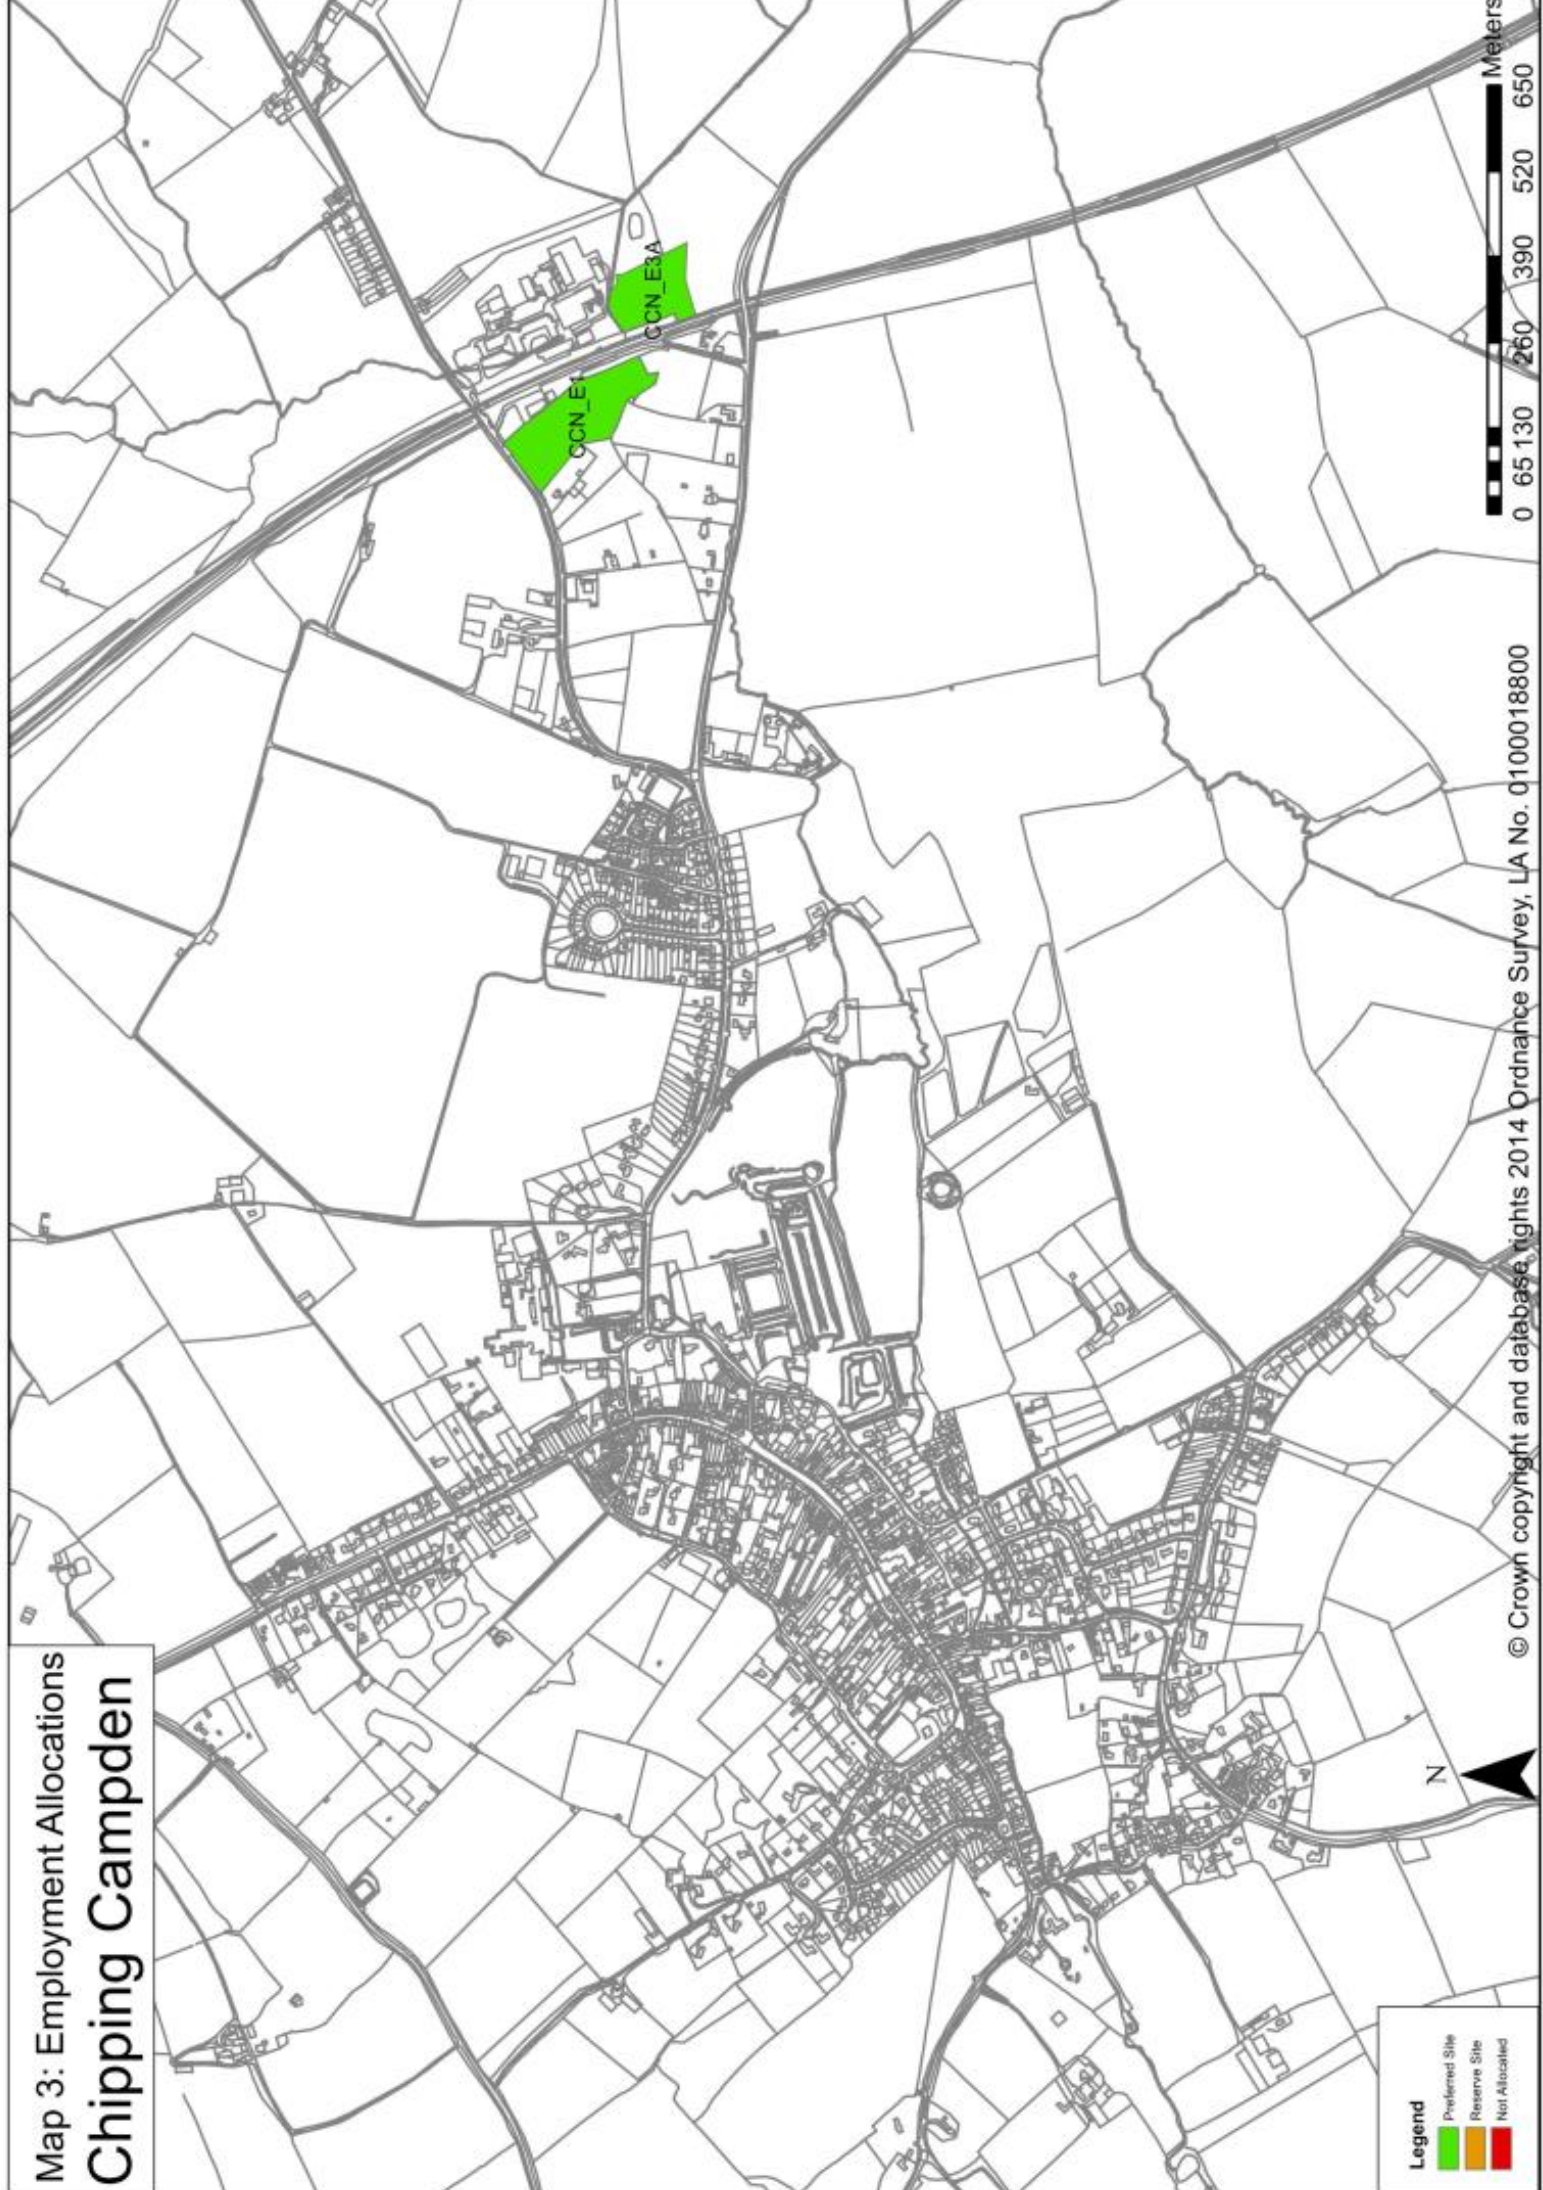 Map 3: Employment Allocations
Chipping Campden
CCN_E1
CCN_E3A
Legend
Preferred Site
Reserve Site
Not Allocated
N
© Crown copyright and database rights 2014 Ordnance Survey, LA No. 0100018800
0 65 130 260 390 520 650
Meters